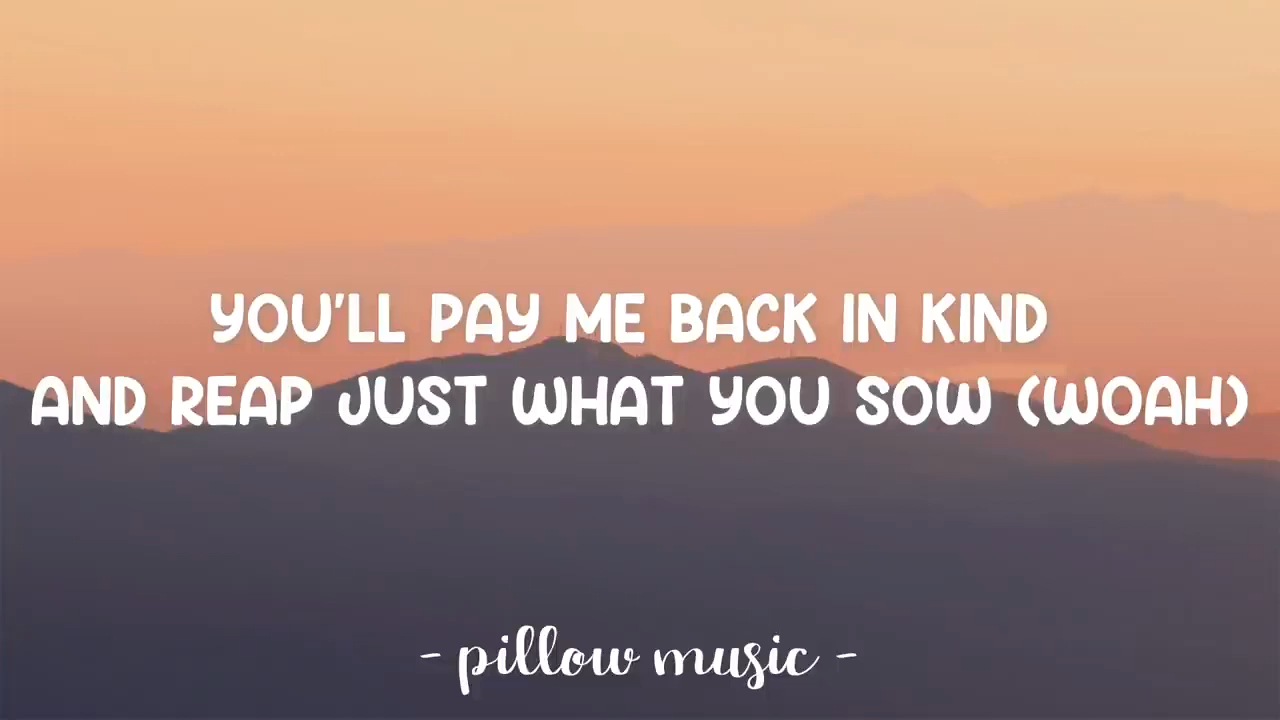 YOU'LL PAY ME BACK IN KIND
AND REAP JUST WHAT YOU SOW (WOAH)
- pillow music -